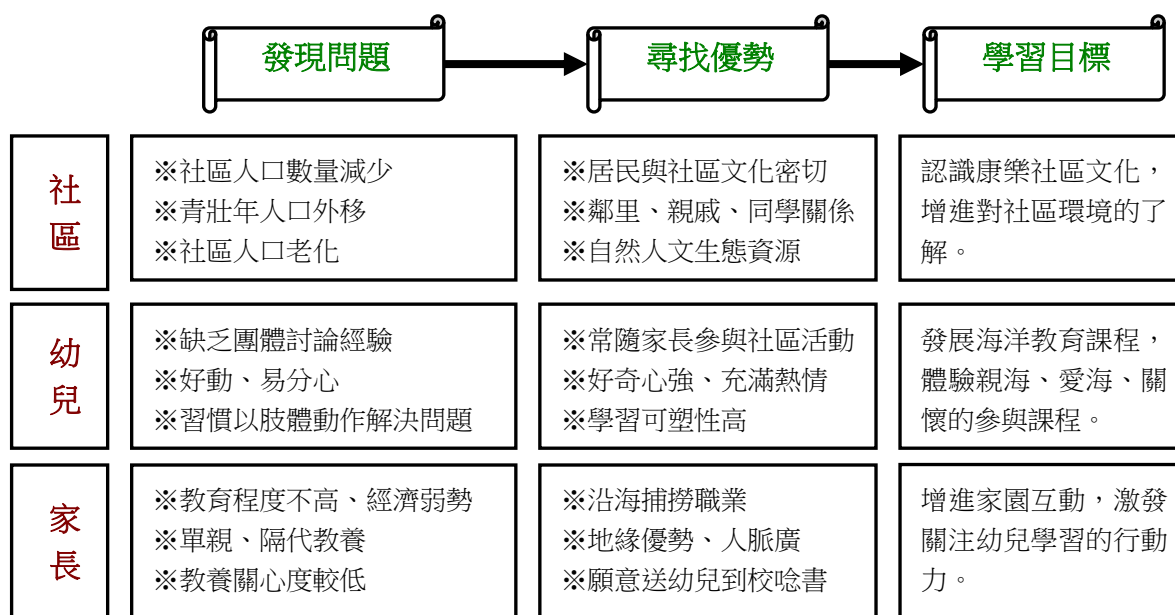 發現問題
尋找優勢
學習目標
社區
※社區人口數量減少
※青壯年人口外移
※社區人口老化
※居民與社區文化密切
※鄰里、親戚、同學關係
※自然人文生態資源
認識康樂社區文化，
增進對社區環境的了
解。
幼兒
※缺乏團體討論經驗
※好動、易分心
※習慣以肢體動作解決問題
※常隨家長參與社區活動
※好奇心強、充滿熱情
※學習可塑性高
發展海洋教育課程，
體驗親海、愛海、關
懷的參與課程。
家長
※教育程度不高、經濟弱勢
※單親、隔代教養
※教養關心度較低
※沿海捕撈職業
※地緣優勢、人脈廣
※願意送幼兒到校唸書
增進家園互動，激發
關注幼兒學習的行動
力。